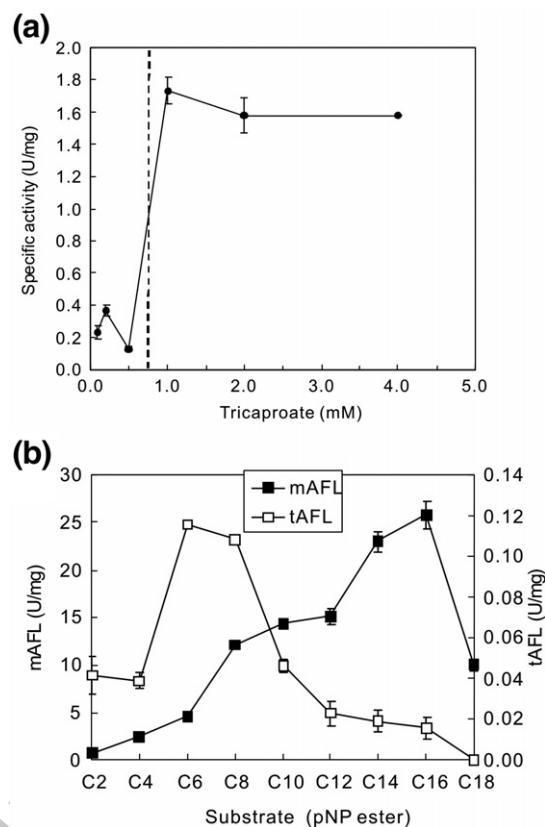 (a)
2.0
1.8
1.6
1.4
1.2
1.0
0.8
0.6
0.4
0.2
0.0
Specific activity (U/mg)
0.0 1.0 2.0 3.0 4.0 5.0
Tricaproate (mM)
(b)
30
25
20
15
10
5
0
mAFL (U/mg)
mAFL
tAFL
0.14
0.12
0.10
0.08
0.06
0.04
0.02
0.00
tAFL (U/mg)
C2 C4 C6 C8 C10 C12 C14 C16 C18
Substrate (pNP ester)